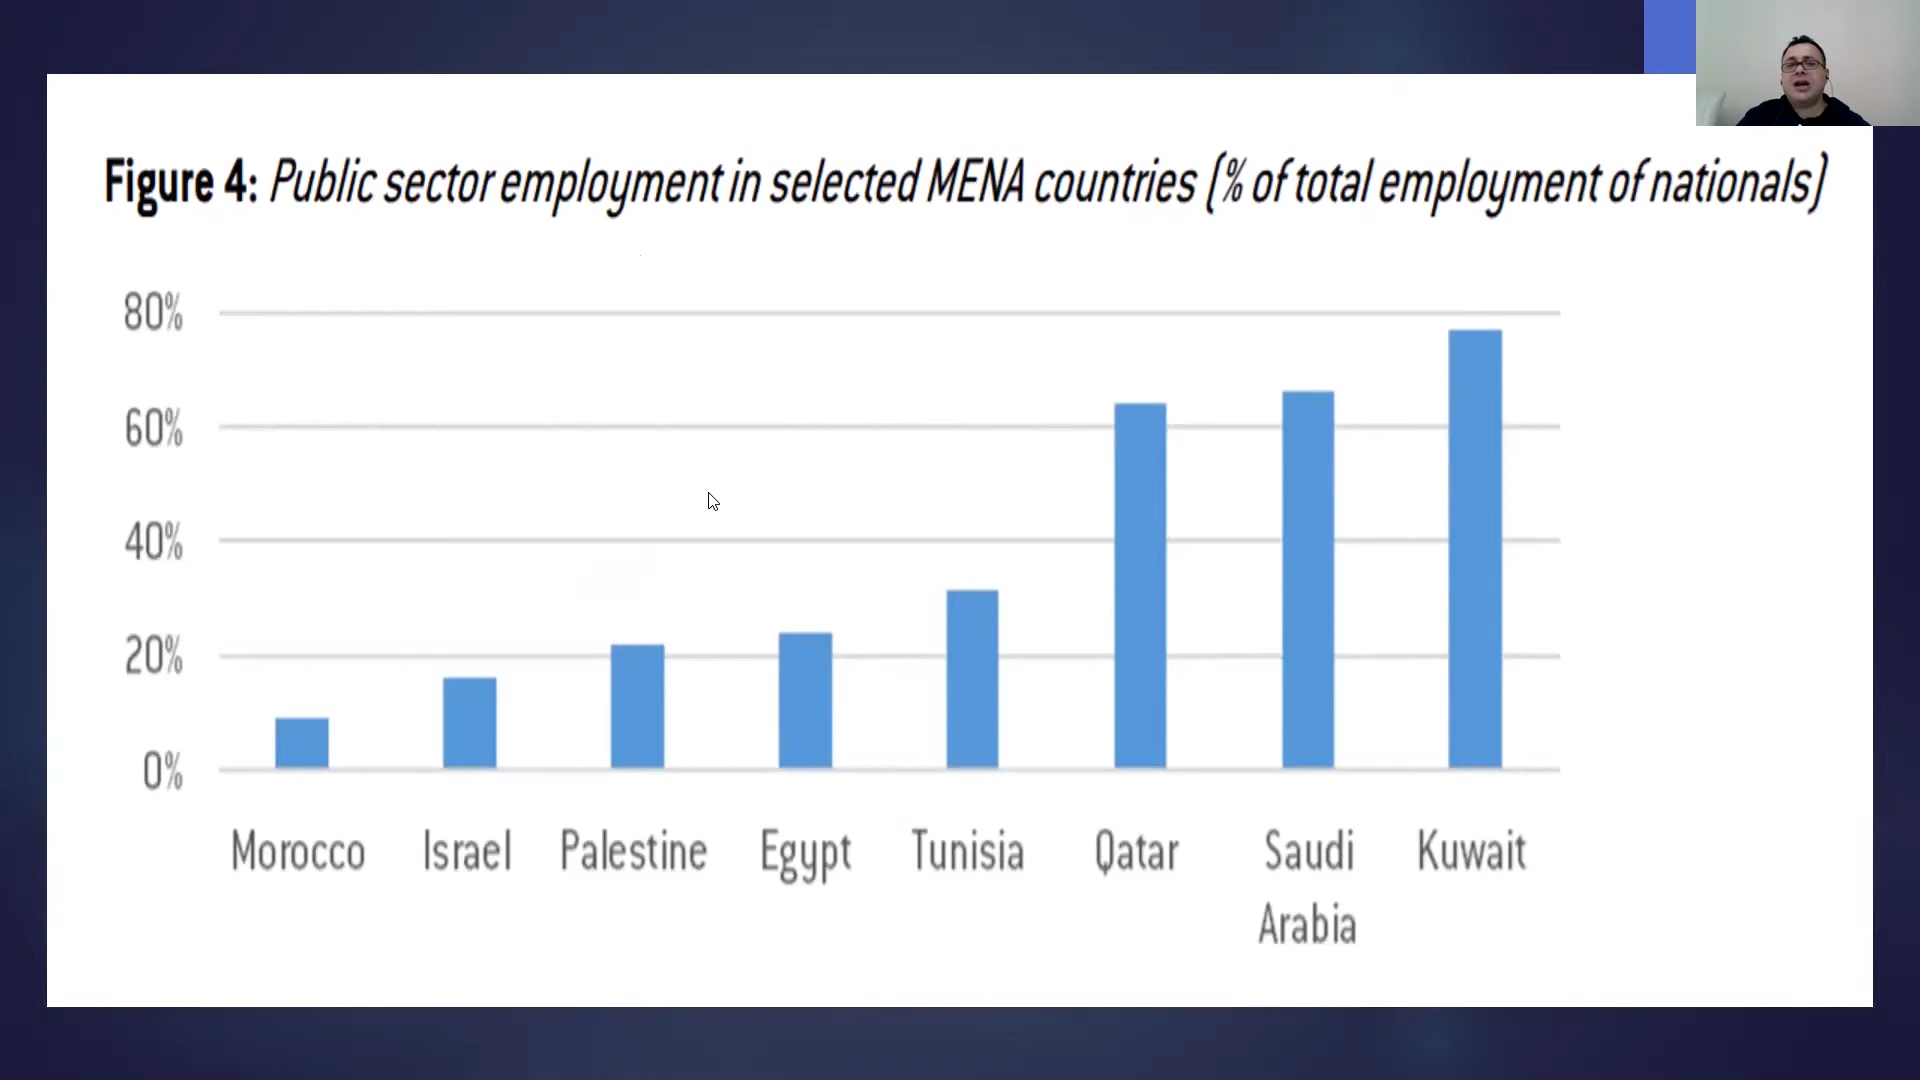 Figure 4: Public sector employment in selected MENA countries (% of total employment of nationals)
80%
60%
40%
20%
0%
Morocco Israel Palestine Egypt Tunisia Qatar Saudi Arabia Kuwait